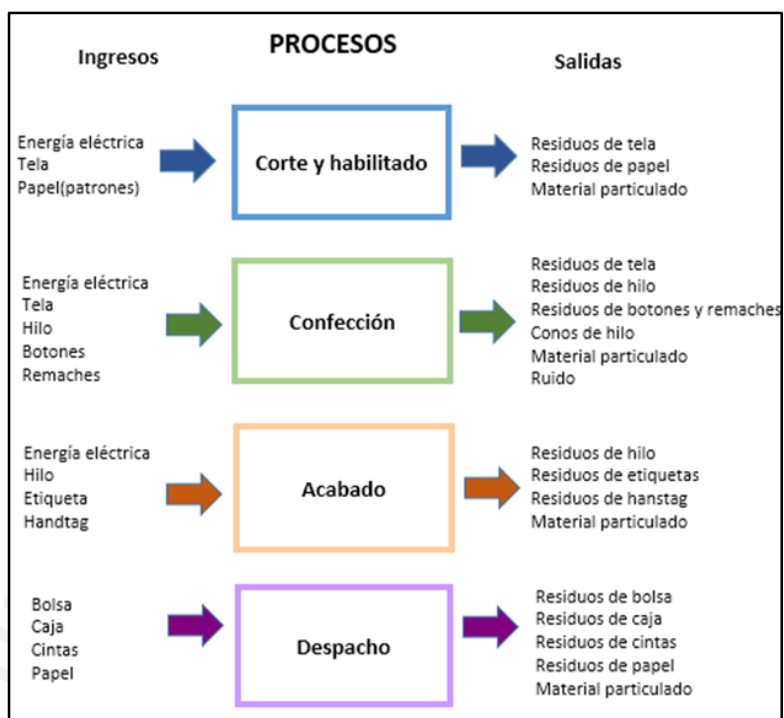 PROCESOS
Ingresos
Salidas
Energía eléctrica
Tela
Papel(patrones)
Corte y habilitado
Residuos de tela
Residuos de papel
Material particulado
Energía eléctrica
Tela
Hilo
Botones
Remaches
Confección
Residuos de tela
Residuos de hilo
Residuos de botones y remaches
Conos de hilo
Material particulado
Ruido
Energía eléctrica
Hilo
Etiqueta
Handtag
Acabado
Residuos de hilo
Residuos de etiquetas
Residuos de hanstag
Material particulado
Bolsa
Caja
Cintas
Papel
Despacho
Residuos de bolsa
Residuos de caja
Residuos de cintas
Residuos de papel
Material particulado